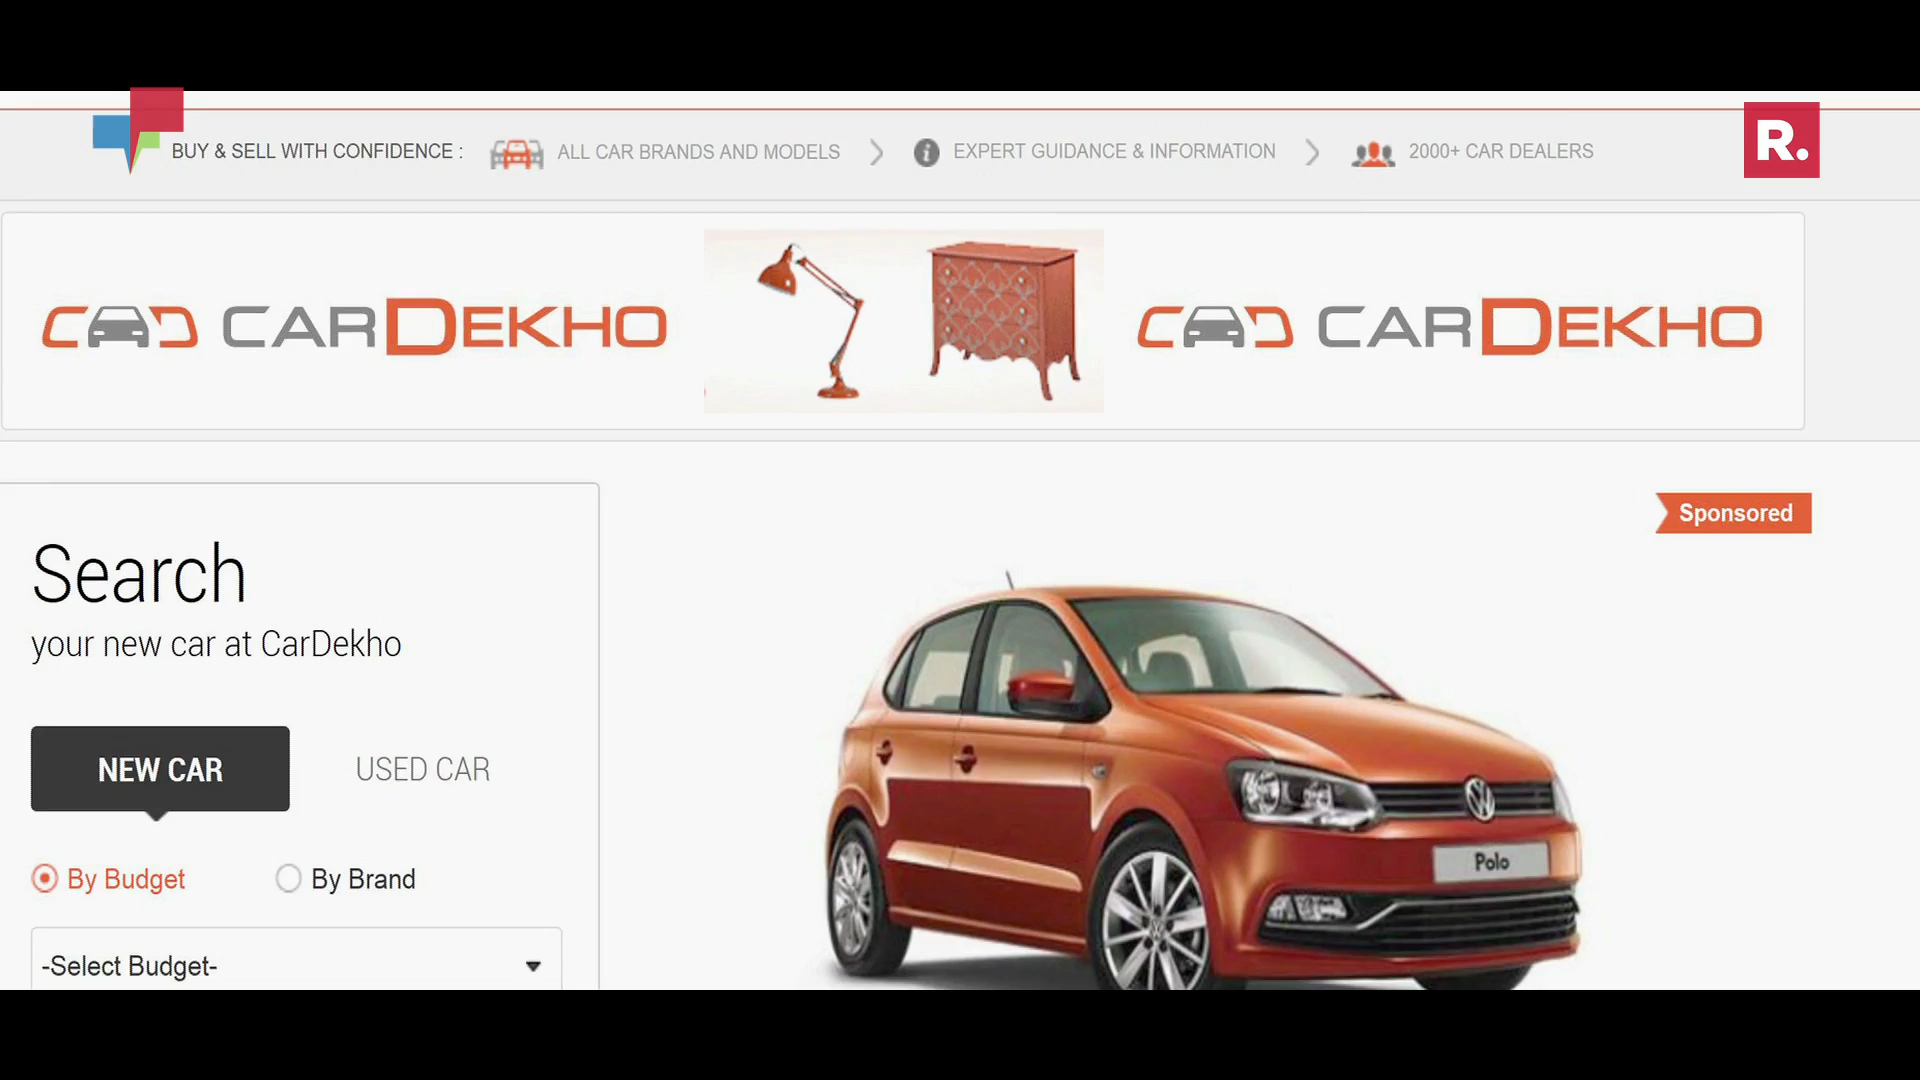 BUY & SELL WITH CONFIDENCE :
ALL CAR BRANDS AND MODELS
EXPERT GUIDANCE & INFORMATION
2000+ CAR DEALERS
R.
CARDEKHO
CARDEKHO
Sponsored
Search
your new car at CarDekho
NEW CAR
USED CAR
By Budget
By Brand
-Select Budget-
Polo